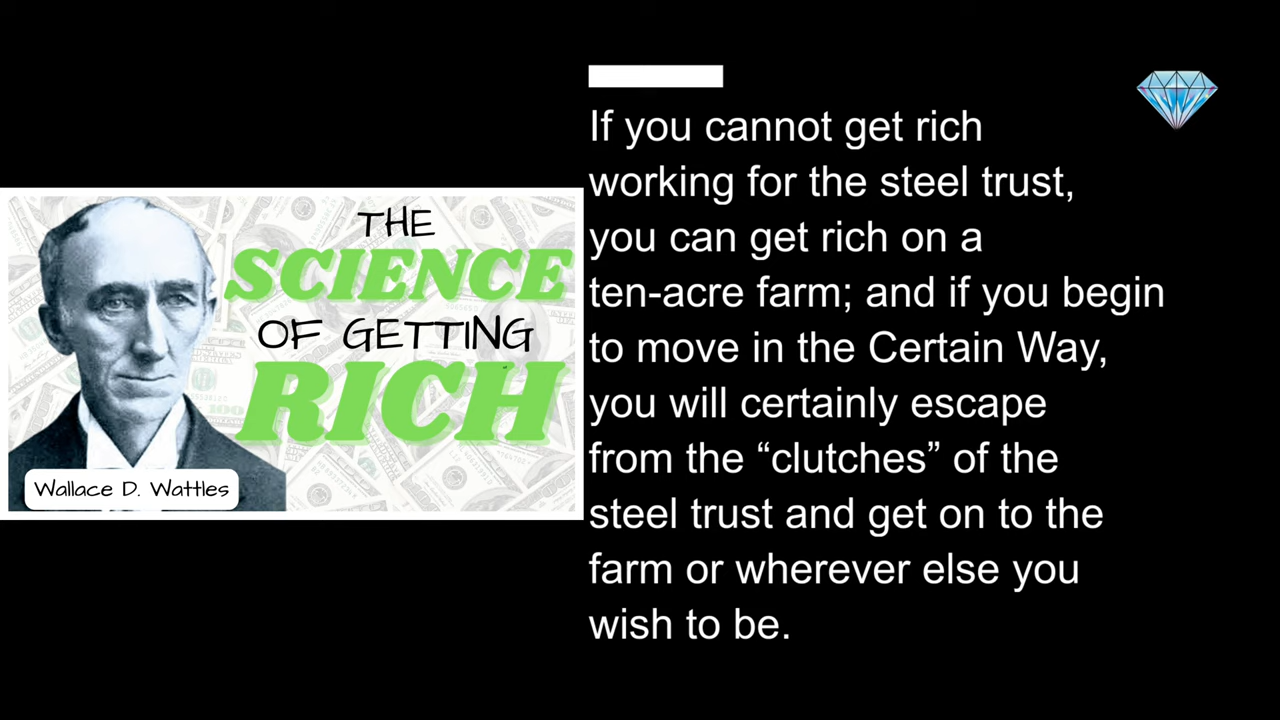 THE
SCIENCE
OF GETTING
RICH
Wallace D. Wattles
If you cannot get rich
working for the steel trust,
you can get rich on a
ten-acre farm; and if you begin
to move in the Certain Way,
you will certainly escape
from the “clutches” of the
steel trust and get on to the
farm or wherever else you
wish to be.